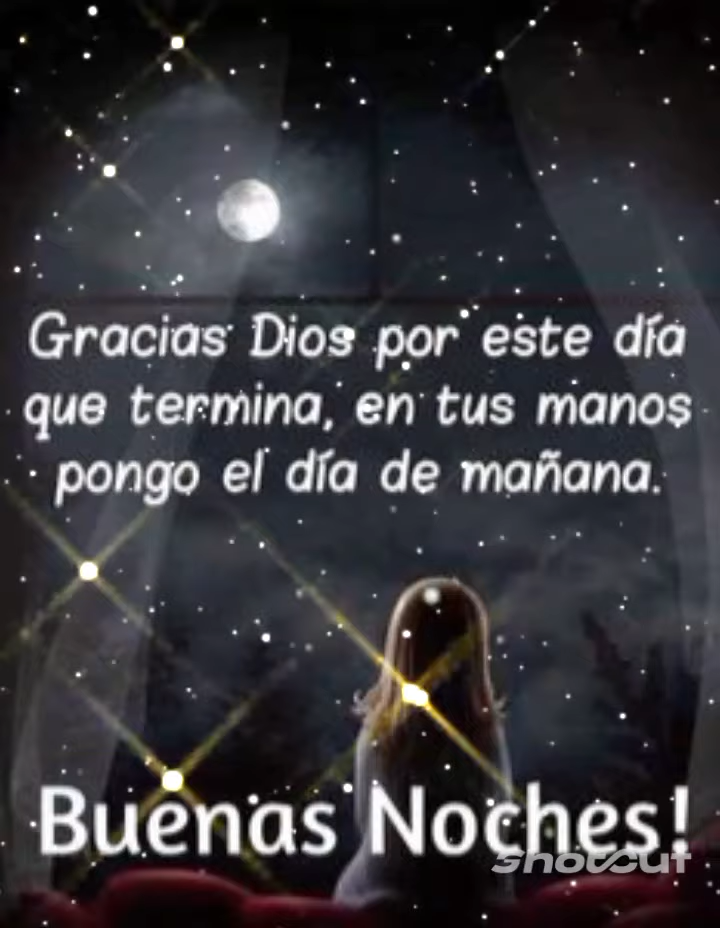 Gracias Dios por este día
que termina, en tus manos
pongo el día de mañana.
Buenas Noches!
shotcut